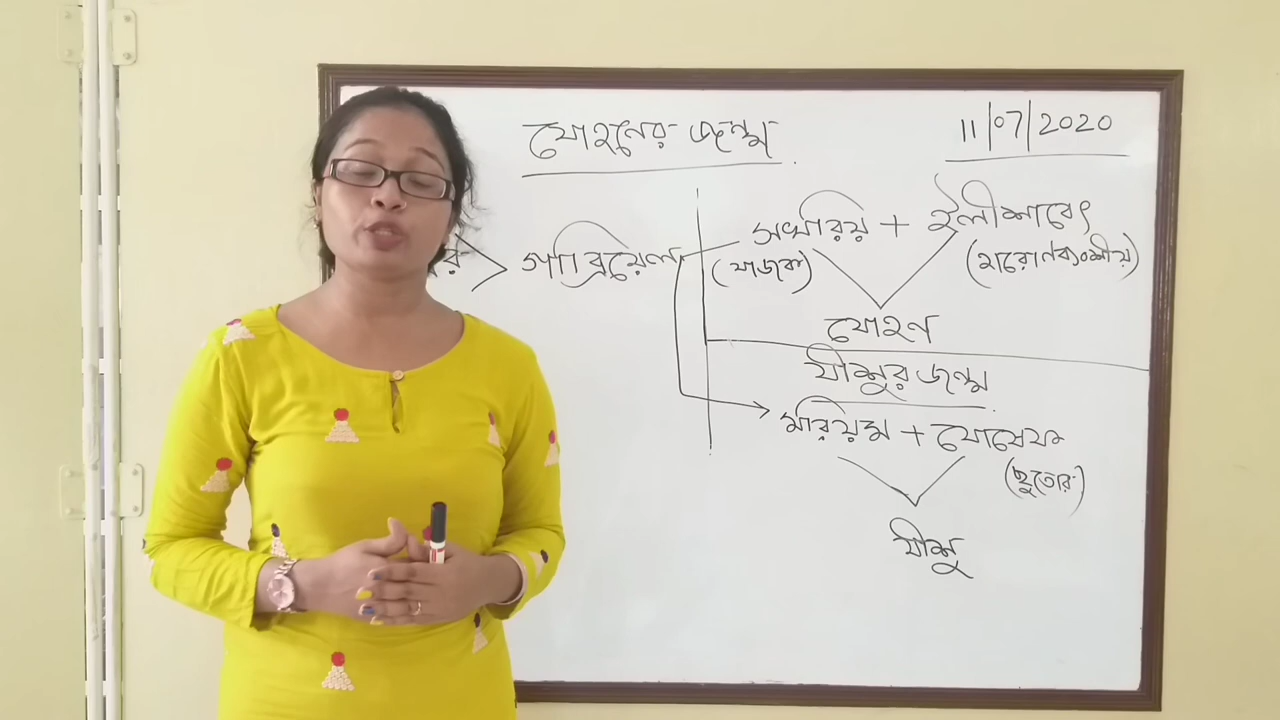 যোহনের জন্ম
11/07/2020
গাব্রিয়েল
সখরিয় + ইলীশাবেৎ
(যাজক) (হারোণবংশীয়)
যোহন
যীশুর জন্ম
মরিয়ম + যোষেফ
(ছুতোর)
যীশু